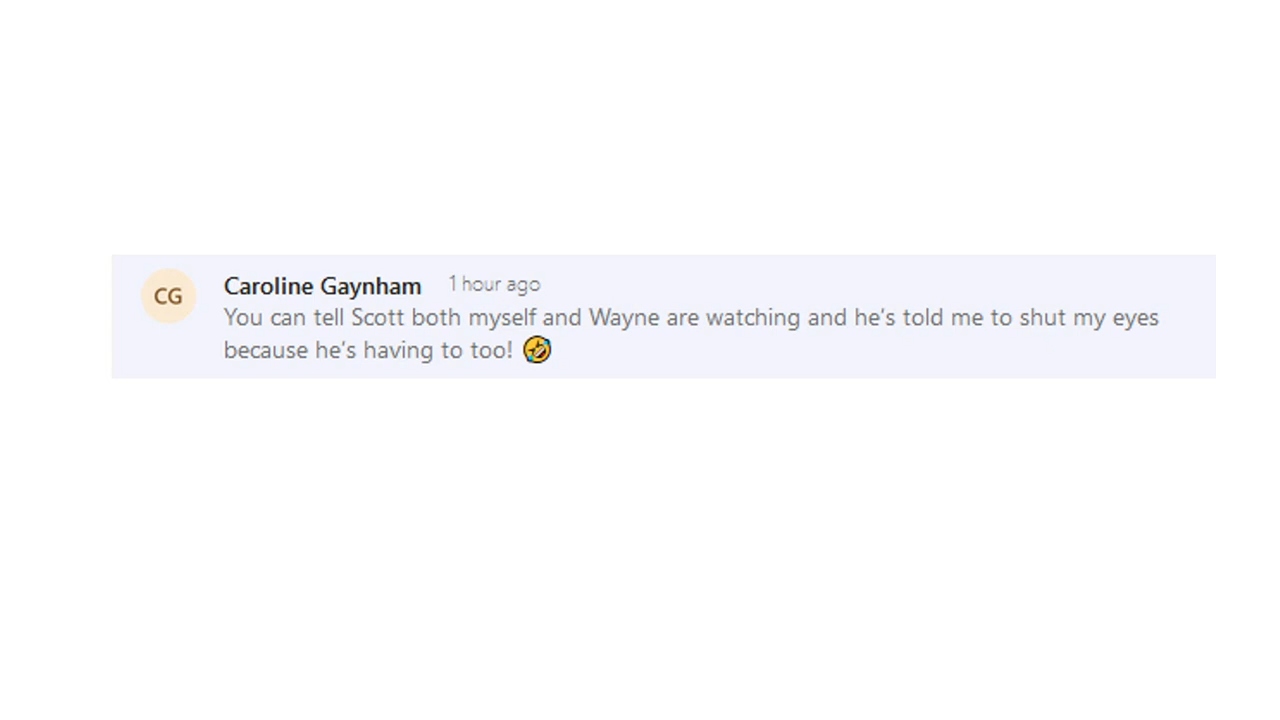 CG
Caroline Gaynham 1 hour ago
You can tell Scott both myself and Wayne are watching and he's told me to shut my eyes
because he's having to too! 🤣